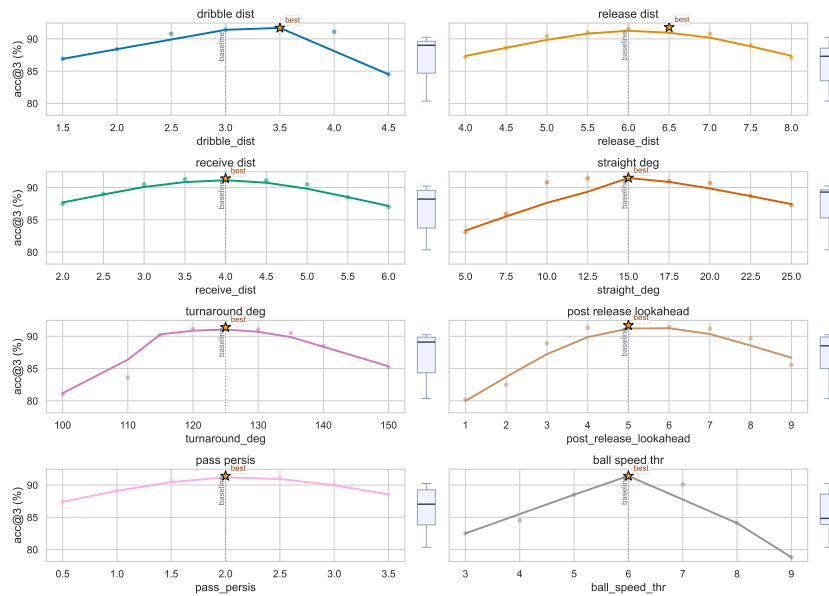 dribble dist
best
baseline
acc@3 (%)
90
85
80
1.5 2.0 2.5 3.0 3.5 4.0 4.5
dribble_dist
release dist
best
baseline
4.0 4.5 5.0 5.5 6.0 6.5 7.0 7.5 8.0
release_dist
receive dist
best
baseline
acc@3 (%)
90
85
80
2.0 2.5 3.0 3.5 4.0 4.5 5.0 5.5 6.0
receive_dist
straight deg
best
baseline
5.0 7.5 10.0 12.5 15.0 17.5 20.0 22.5 25.0
straight_deg
turnaround deg
best
baseline
acc@3 (%)
90
85
80
100 110 120 130 140 150
turnaround_deg
post release lookahead
best
baseline
1 2 3 4 5 6 7 8 9
post_release_lookahead
pass persis
best
baseline
acc@3 (%)
90
85
80
0.5 1.0 1.5 2.0 2.5 3.0 3.5
pass_persis
ball speed thr
best
baseline
3 4 5 6 7 8 9
ball_speed_thr